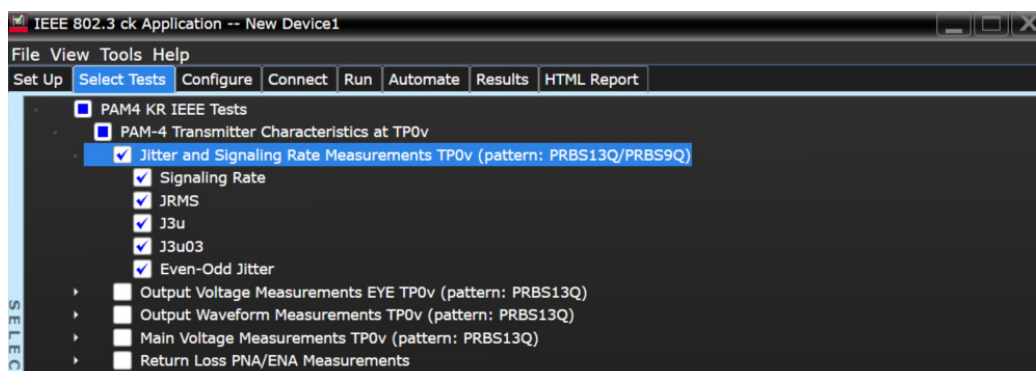 IEEE 802.3 ck Application -- New Device1
File View Tools Help
Set Up Select Tests Configure Connect Run Automate Results HTML Report
PAM4 KR IEEE Tests
PAM-4 Transmitter Characteristics at TP0v
Jitter and Signaling Rate Measurements TP0v (pattern: PRBS13Q/PRBS9Q)
Signaling Rate
JRMS
J3u
J3u03
Even-Odd Jitter
Output Voltage Measurements EYE TP0v (pattern: PRBS13Q)
Output Waveform Measurements TP0v (pattern: PRBS13Q)
Main Voltage Measurements TP0v (pattern: PRBS13Q)
Return Loss PNA/ENA Measurements
SELEC